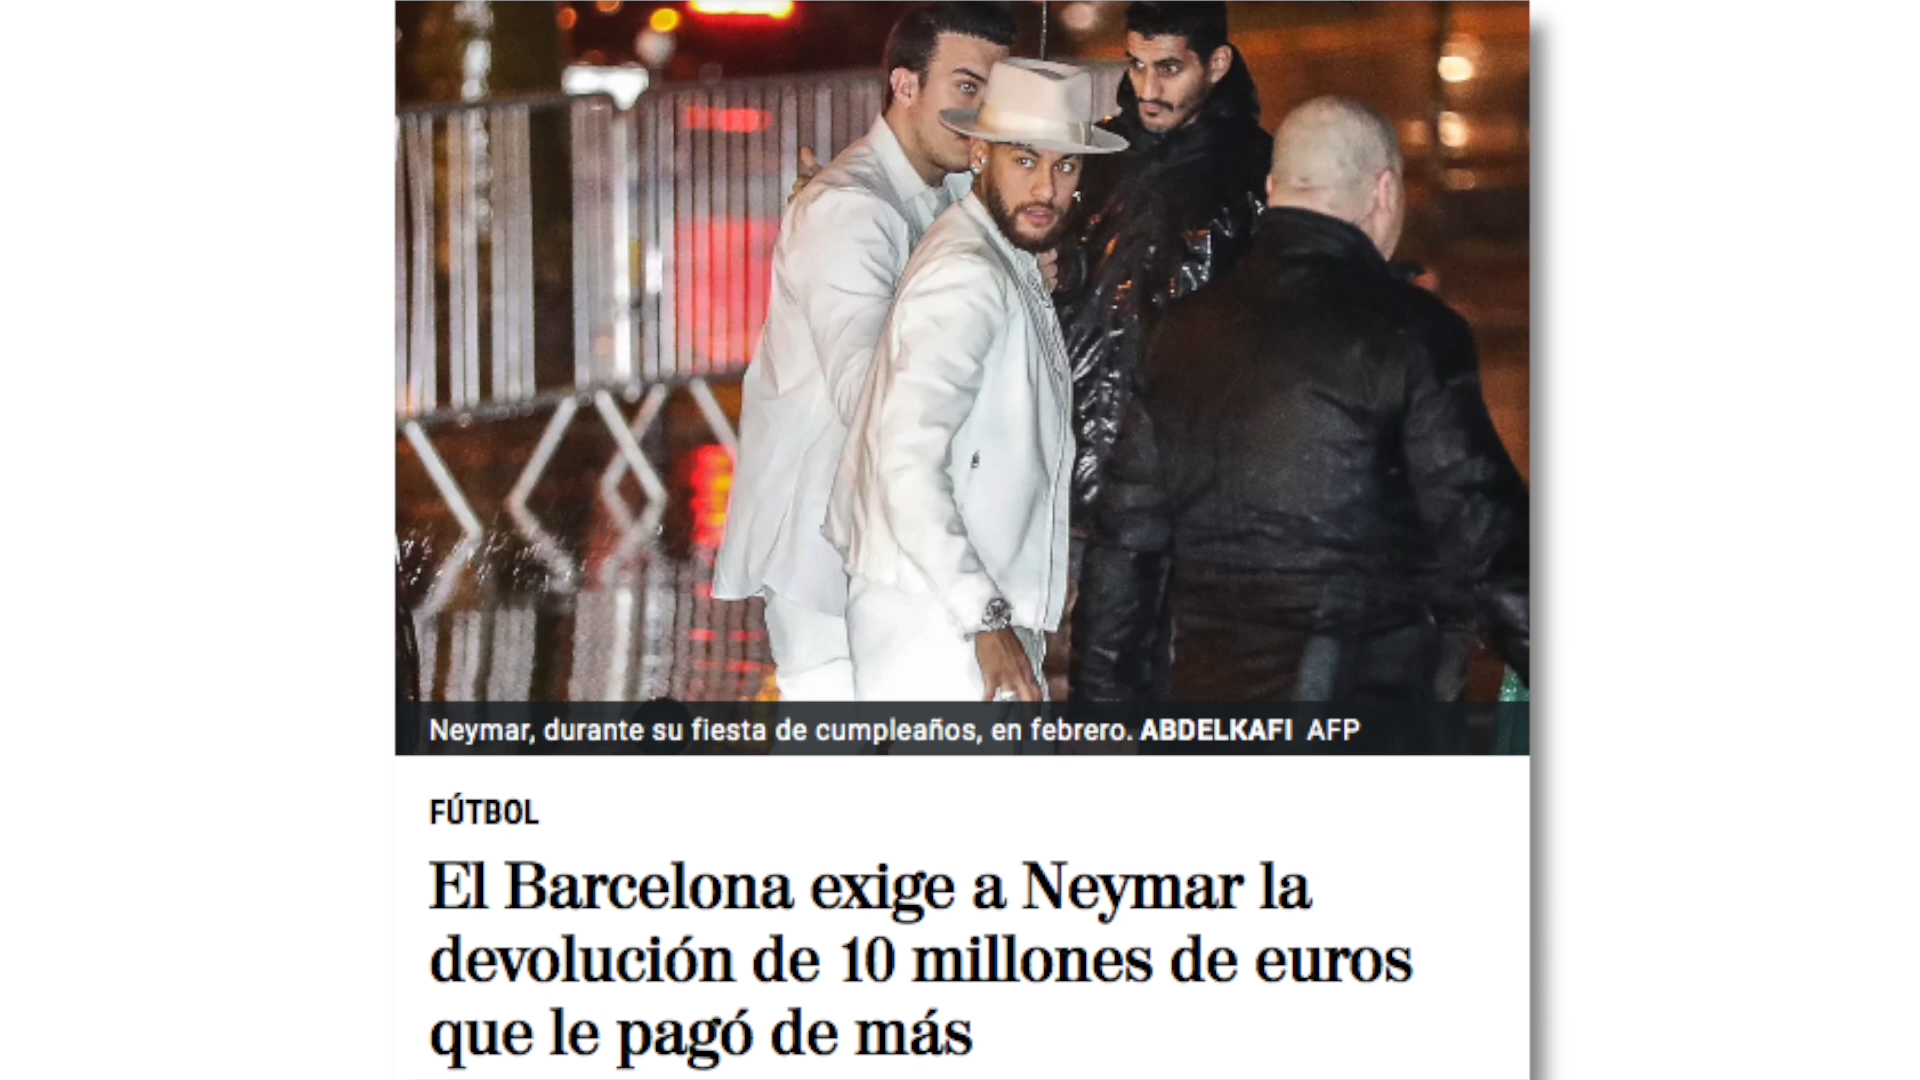 Neymar, durante su fiesta de cumpleaños, en febrero. ABDELKAFI AFP
FÚTBOL
El Barcelona exige a Neymar la
devolución de 10 millones de euros
que le pagó de más